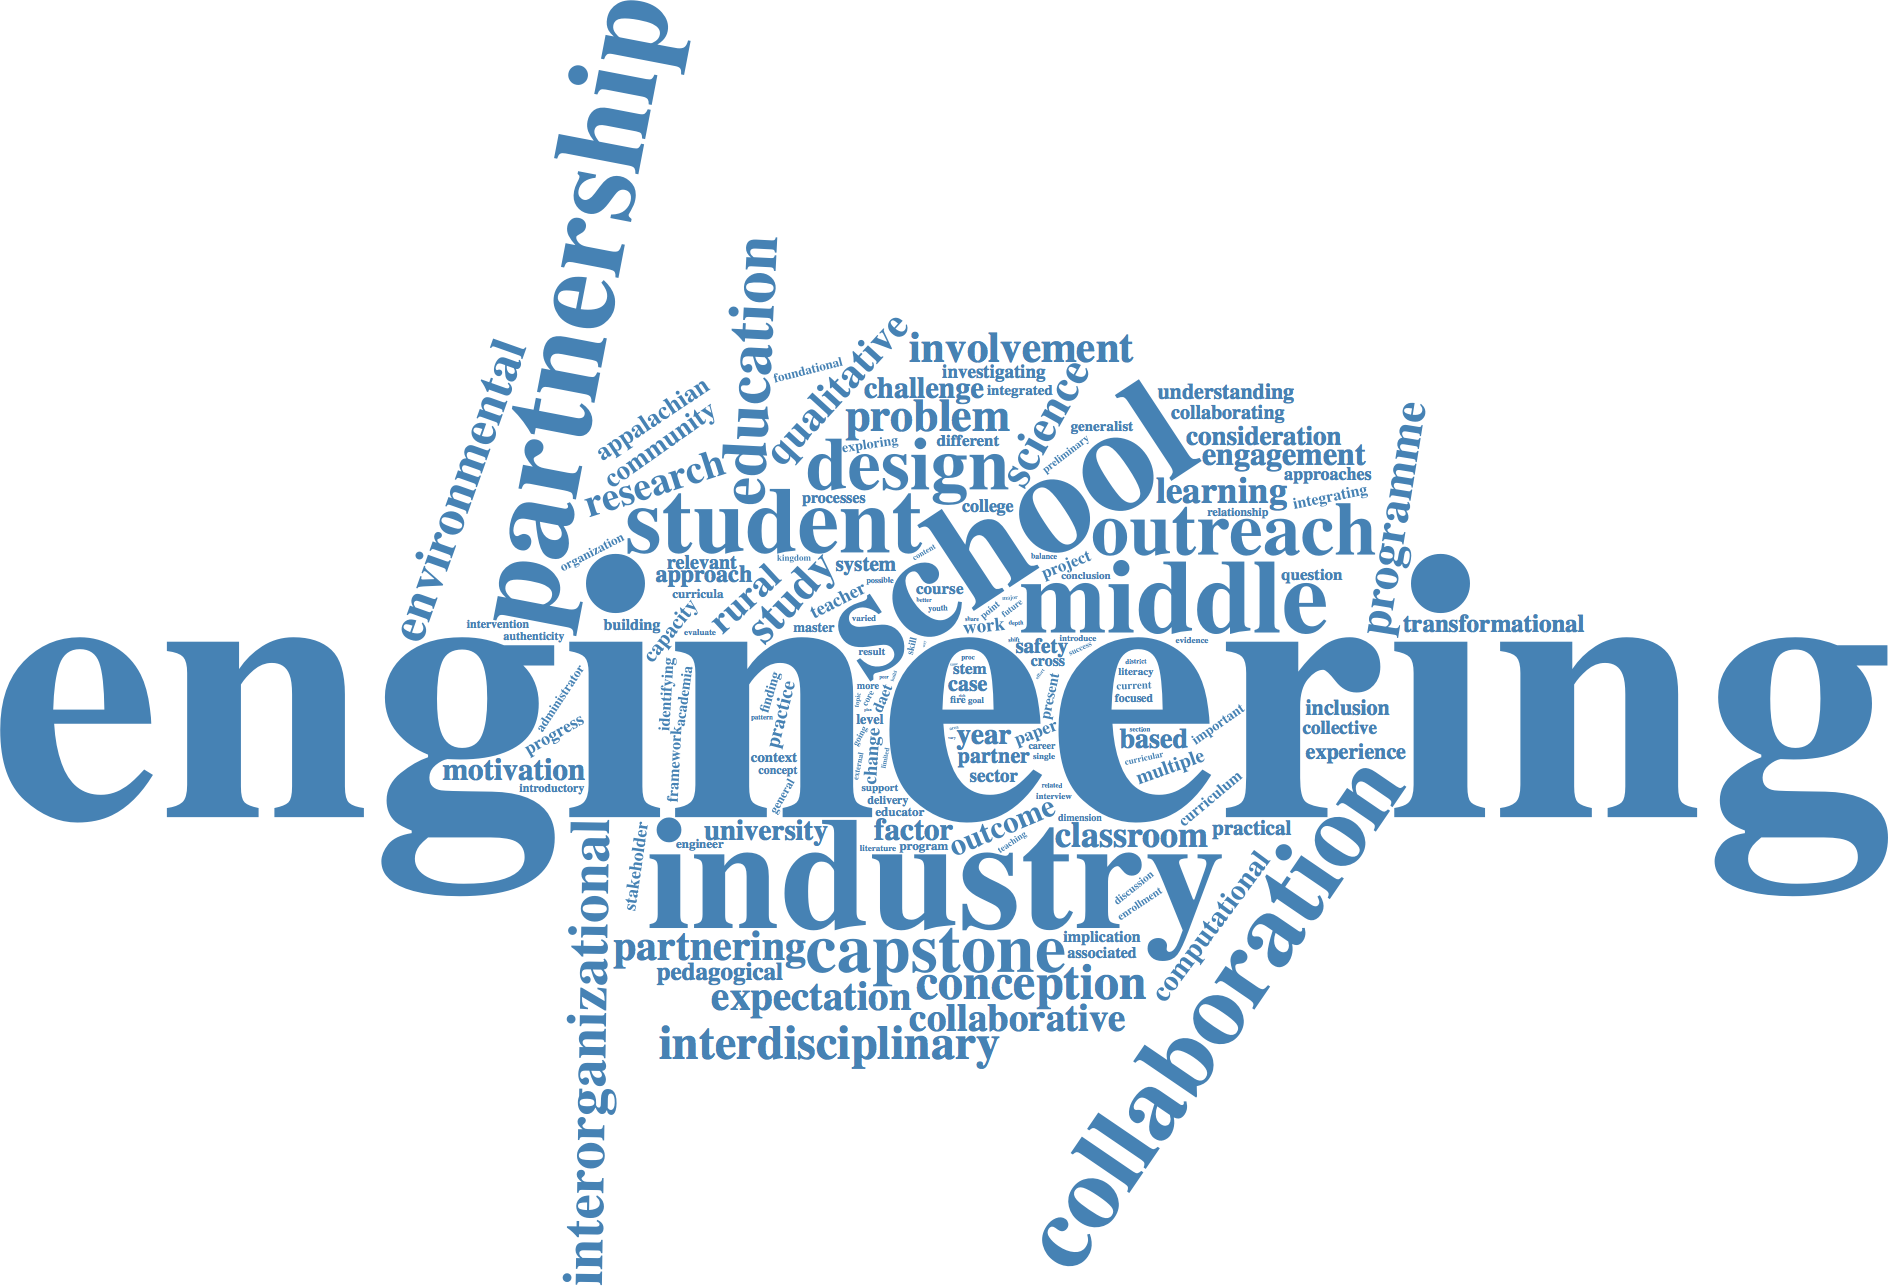 partnership
education
environmental
qualitative
involvement
investigating
foundational
challenge
integrated
science
understanding
collaborating
appalachian
community
problem
exploring
different
generalist
preliminary
consideration
engagement
approaches
programme
research
design
processes
college
school
learning
integrating
relationship
student
outreach
organization
relevant
approach
curricula
kingdom
rural
study
system
possible
content
balance
project
conclusion
middle
question
intervention
authenticity
building
capacity
evaluate
master
teacher
varied
course
better
youth
share
point
major
future
depth
work
transformational
engineering
result
skill
shift
introduce
success
evidence
safety
cross
proc
stem
case
fire
goal
district
literacy
current
focused
administrator
progress
motivation
introductory
identifying
academia
framework
finding
pattern
practice
context
concept
general
more
topic
core
daet
level
going
change
external
limited
support
delivery
educator
year
partner
sector
present
paper
career
single
related
interview
section
based
curricular
multiple
important
curriculum
inclusion
collective
experience
interorganizational
stakeholder
engineer
university
factor
literature
program
outcome
teaching
dimension
classroom
practical
industry
discussion
enrollment
computational
collaboration
partnering
capstone
implication
associated
pedagogical
expectation
conception
collaborative
interdisciplinary